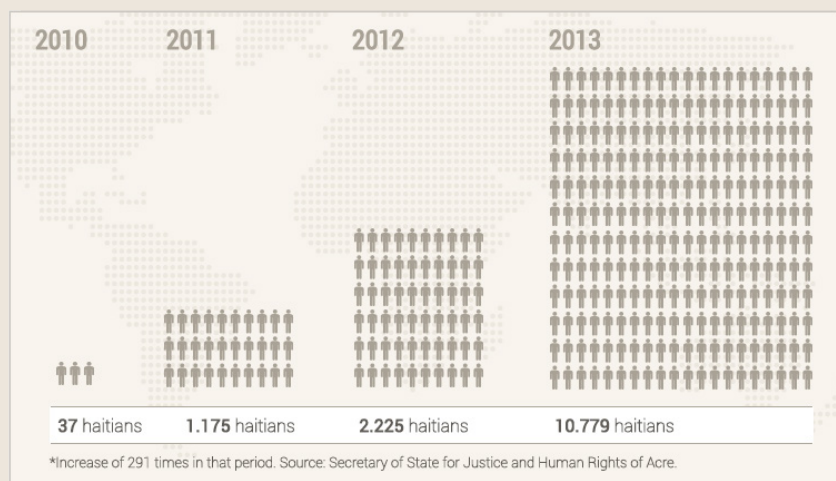 2010 2011 2012 2013
37 haitians 1.175 haitians 2.225 haitians 10.779 haitians
*Increase of 291 times in that period. Source: Secretary of State for Justice and Human Rights of Acre.